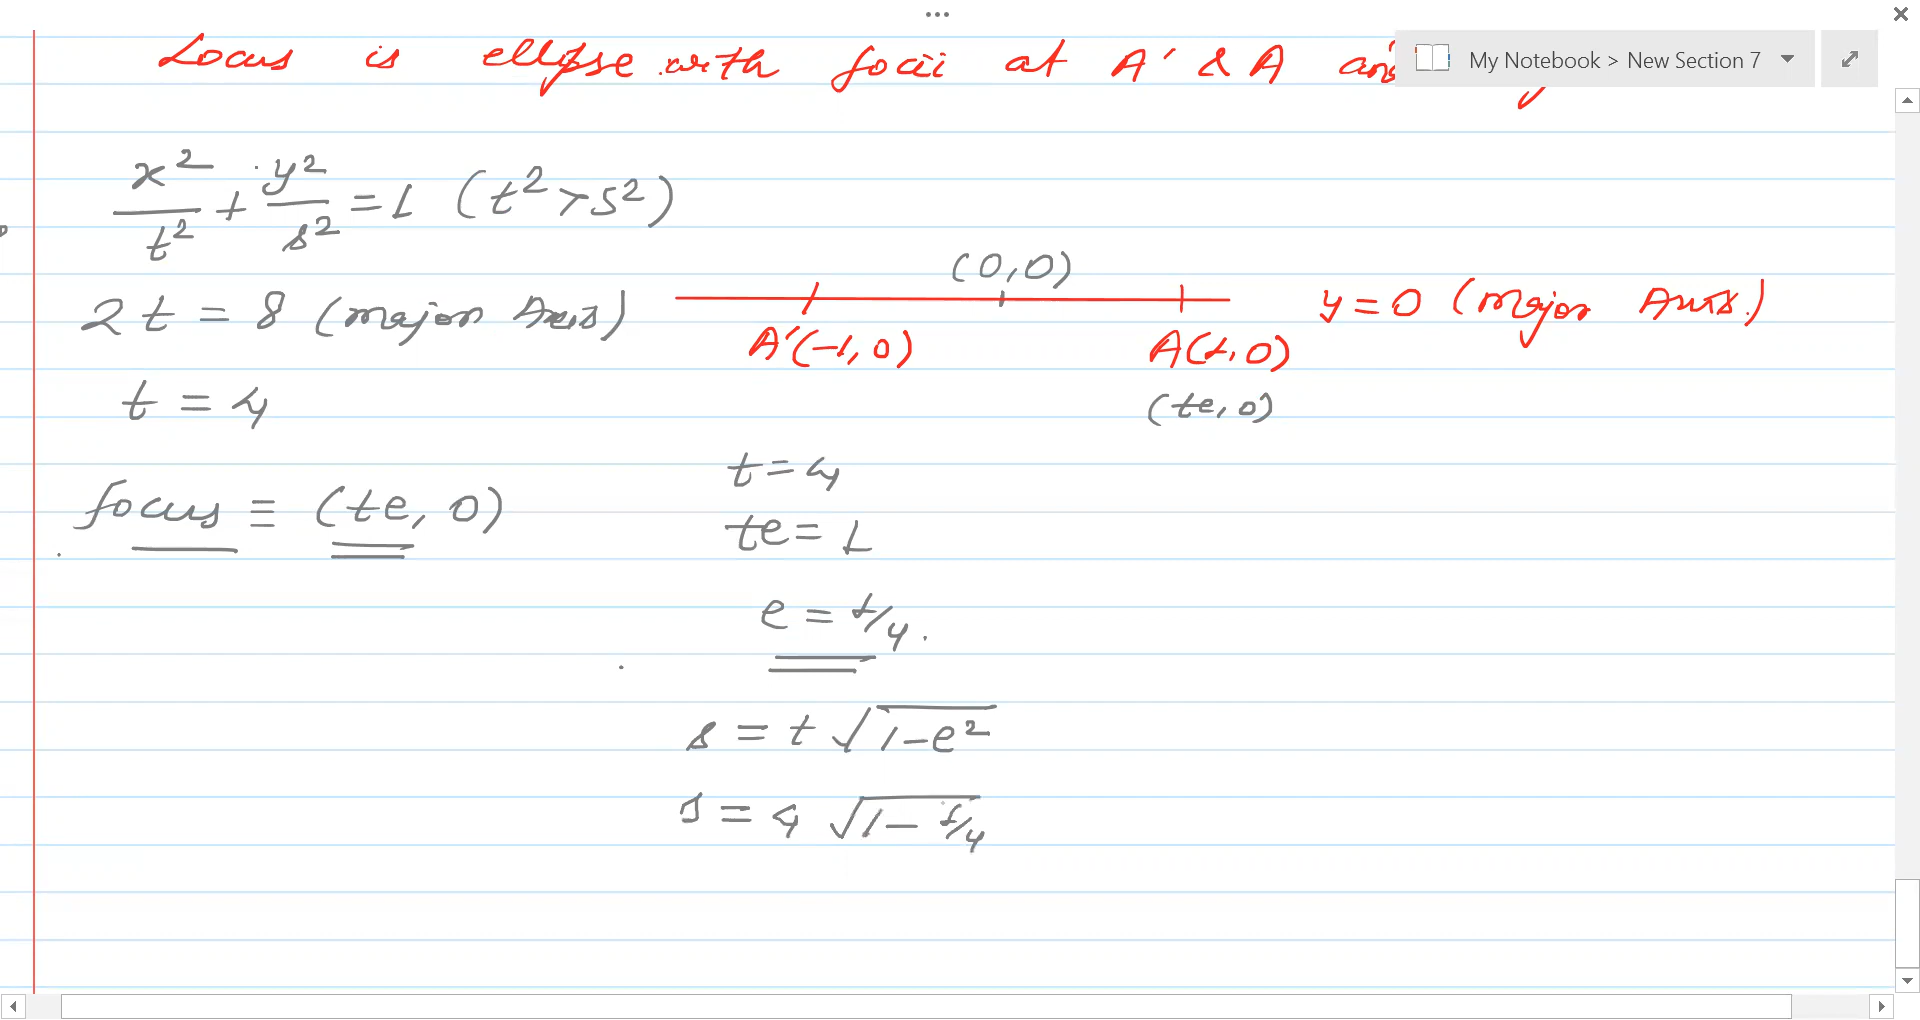 Locus is ellipse with focii at A' & A
My Notebook > New Section 7
x²/t² + y²/s² = 1 (t² > s²)
(0,0)
2t = 8 (major Axis)
y = 0 (major Axis.)
A'(-1, 0)
A(1, 0)
t = 4
(te, 0)
t = 4
focus ≡ (te, 0)
te = 1
e = 1/4.
s = t √1-e²
s = 4 √1- 1/4